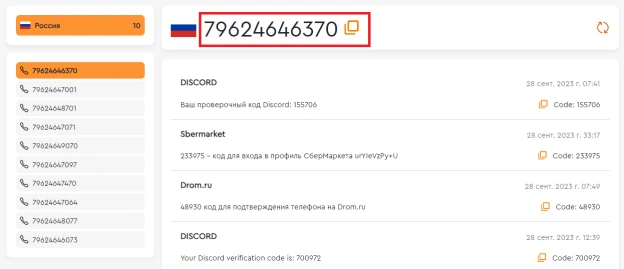 Россия 10
79624646370
79624646370
79624647001
79624648701
79624647071
79624649070
79624647097
79624647470
79624647064
79624648077
79624646073
DISCORD 28 сент. 2023 г. 07:41
Ваш проверочный код Discord: 155706 Code: 155706
Sbermarket 28 сент. 2023 г. 33:17
233975 – код для входа в профиль СберМаркета urYleVzPy+U Code: 233975
Drom.ru 28 сент. 2023 г. 07:49
48930 код для подтверждения телефона на Drom.ru Code: 48930
DISCORD 28 сент. 2023 г. 12:39
Your Discord verification code is: 700972 Code: 700972